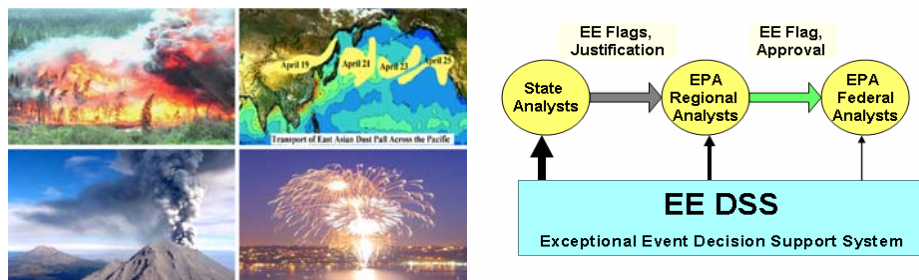 April 19
April 21
April 23
April 25
Transport of East Asian Dust Pall Across the Pacific
EE Flags,
Justification
EE Flag,
Approval
State
Analysts
EPA
Regional
Analysts
EPA
Federal
Analysts
EE DSS
Exceptional Event Decision Support System